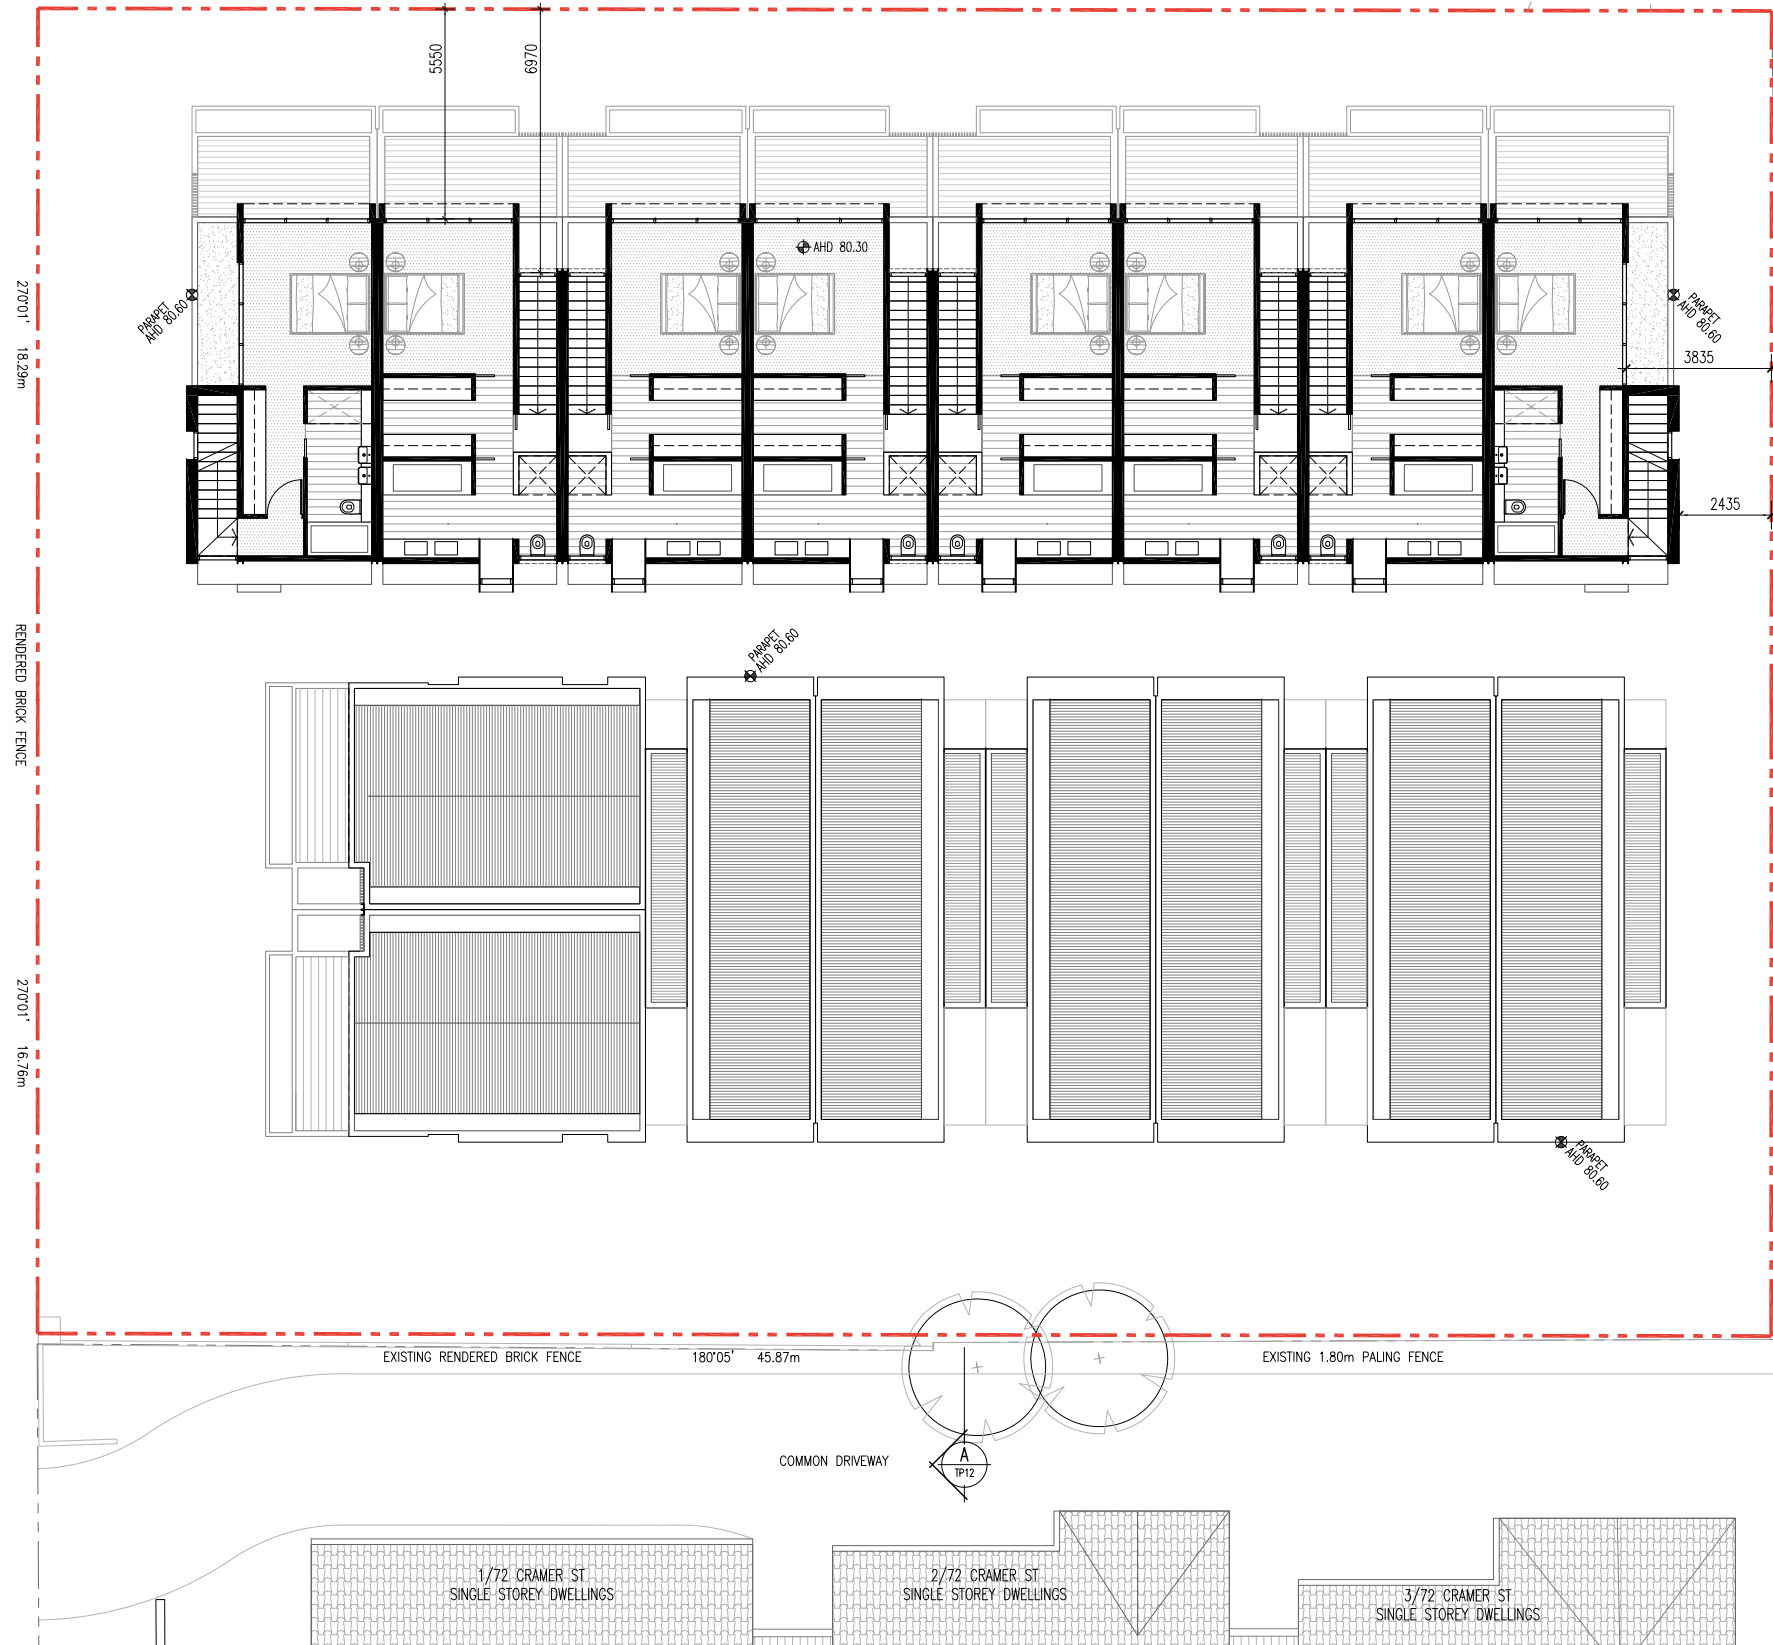 5550
6970
AHD 80.30
270°01'
18.29m
PARAPET
AHD 80.60
PARAPET
AHD 80.60
3835
2435
RENDERED BRICK FENCE
PARAPET
AHD 80.60
270°01'
16.76m
PARAPET
AHD 80.60
EXISTING RENDERED BRICK FENCE
180°05' 45.87m
EXISTING 1.80m PALING FENCE
COMMON DRIVEWAY
A
TP12
1/72 CRAMER ST
SINGLE STOREY DWELLINGS
2/72 CRAMER ST
SINGLE STOREY DWELLINGS
3/72 CRAMER ST
SINGLE STOREY DWELLINGS